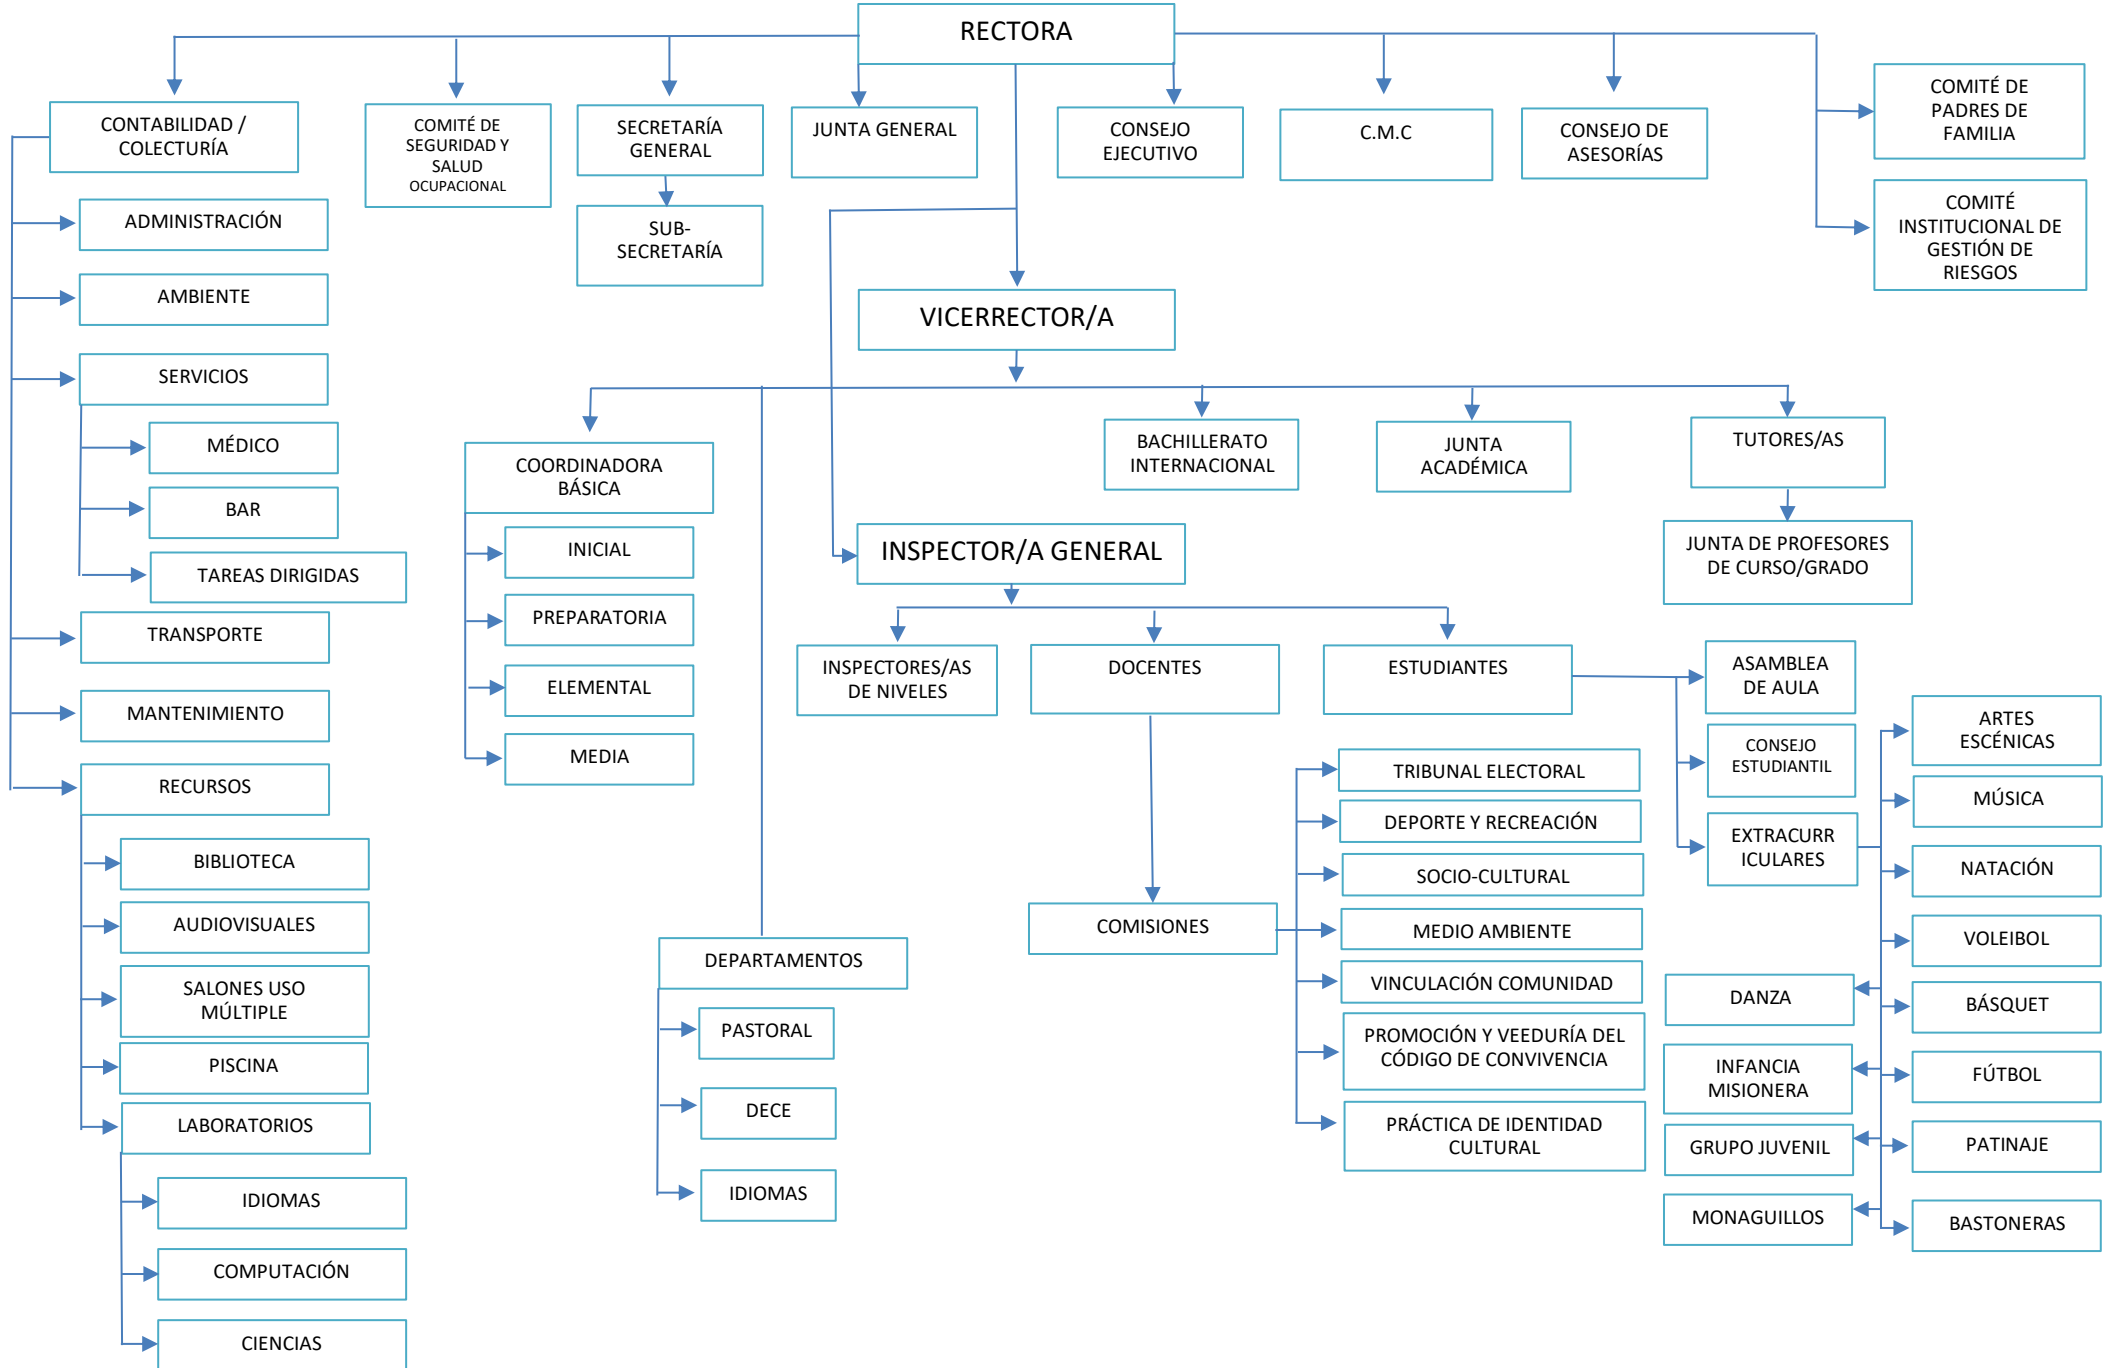 RECTORA
CONTABILIDAD /
COLECTURÍA
COMITÉ DE
SEGURIDAD Y
SALUD
OCUPACIONAL
SECRETARÍA
GENERAL
JUNTA GENERAL
CONSEJO
EJECUTIVO
C.M.C
CONSEJO DE
ASESORÍAS
COMITÉ DE
PADRES DE
FAMILIA
COMITÉ
INSTITUCIONAL DE
GESTIÓN DE
RIESGOS
SUB-
SECRETARÍA
ADMINISTRACIÓN
AMBIENTE
SERVICIOS
MÉDICO
BAR
TAREAS DIRIGIDAS
TRANSPORTE
MANTENIMIENTO
RECURSOS
BIBLIOTECA
AUDIOVISUALES
SALONES USO
MÚLTIPLE
PISCINA
LABORATORIOS
IDIOMAS
COMPUTACIÓN
CIENCIAS
VICERRECTOR/A
COORDINADORA
BÁSICA
INICIAL
PREPARATORIA
ELEMENTAL
MEDIA
DEPARTAMENTOS
PASTORAL
DECE
IDIOMAS
BACHILLERATO
INTERNACIONAL
JUNTA
ACADÉMICA
TUTORES/AS
JUNTA DE PROFESORES
DE CURSO/GRADO
INSPECTOR/A GENERAL
INSPECTORES/AS
DE NIVELES
DOCENTES
ESTUDIANTES
COMISIONES
TRIBUNAL ELECTORAL
DEPORTE Y RECREACIÓN
SOCIO-CULTURAL
MEDIO AMBIENTE
VINCULACIÓN COMUNIDAD
PROMOCIÓN Y VEEDURÍA DEL
CÓDIGO DE CONVIVENCIA
PRÁCTICA DE IDENTIDAD
CULTURAL
ASAMBLEA
DE AULA
CONSEJO
ESTUDIANTIL
EXTRACURR
ICULARES
ARTES
ESCÉNICAS
MÚSICA
NATACIÓN
VOLEIBOL
BÁSQUET
FÚTBOL
PATINAJE
BASTONERAS
DANZA
INFANCIA
MISIONERA
GRUPO JUVENIL
MONAGUILLOS